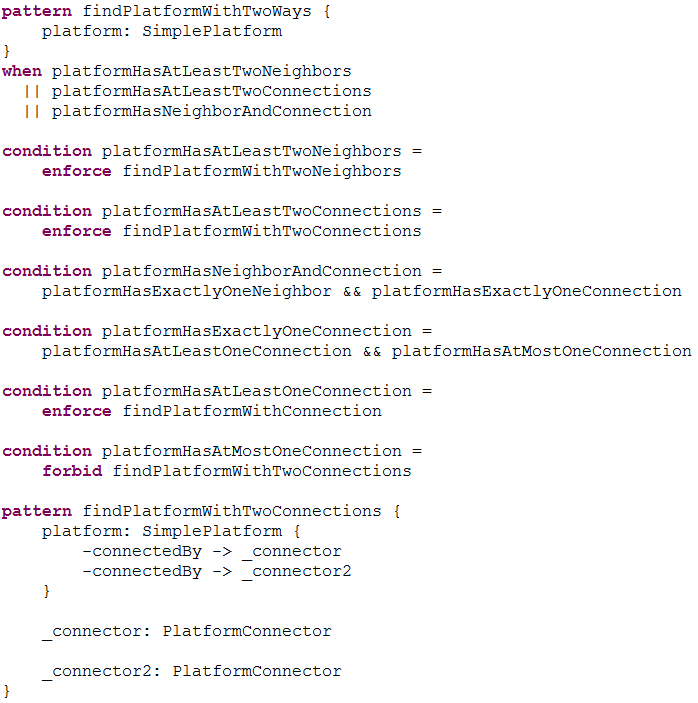 pattern findPlatformWithTwoWays {
    platform: SimplePlatform
}
when platformHasAtLeastTwoNeighbors
  || platformHasAtLeastTwoConnections
  || platformHasNeighborAndConnection
condition platformHasAtLeastTwoNeighbors =
    enforce findPlatformWithTwoNeighbors
condition platformHasAtLeastTwoConnections =
    enforce findPlatformWithTwoConnections
condition platformHasNeighborAndConnection =
    platformHasExactlyOneNeighbor && platformHasExactlyOneConnection
condition platformHasExactlyOneConnection =
    platformHasAtLeastOneConnection && platformHasAtMostOneConnection
condition platformHasAtLeastOneConnection =
    enforce findPlatformWithConnection
condition platformHasAtMostOneConnection =
    forbid findPlatformWithTwoConnections
pattern findPlatformWithTwoConnections {
    platform: SimplePlatform {
        -connectedBy -> _connector
        -connectedBy -> _connector2
    }
    _connector: PlatformConnector
    _connector2: PlatformConnector
}